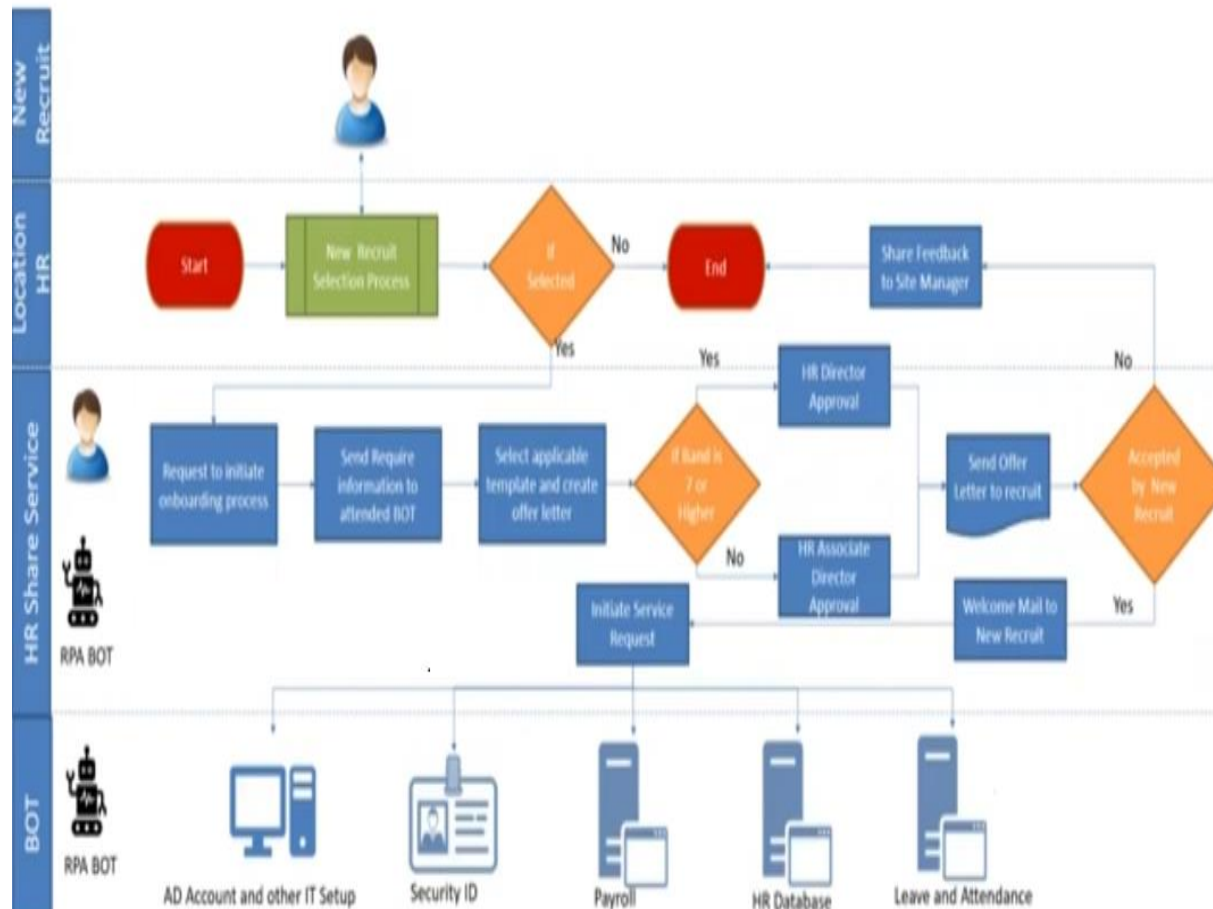 New
Recruit
Location
HR
Start
New Recruit
Selection Process
If
Selected
No
End
Share Feedback
to Site Manager
Yes
HR Share Service
RPA BOT
Request to initiate
onboarding process
Send Require
information to
attended BOT
Select applicable
template and create
offer letter
If Band is
7 or
Higher
Yes
HR Director
Approval
No
HR Associate
Director
Approval
Send Offer
Letter to recruit
Accepted
by New
Recruit
No
Yes
Welcome Mail to
New Recruit
Initiate Service
Request
BOT
RPA BOT
AD Account and other IT Setup
Security ID
Payroll
HR Database
Leave and Attendance